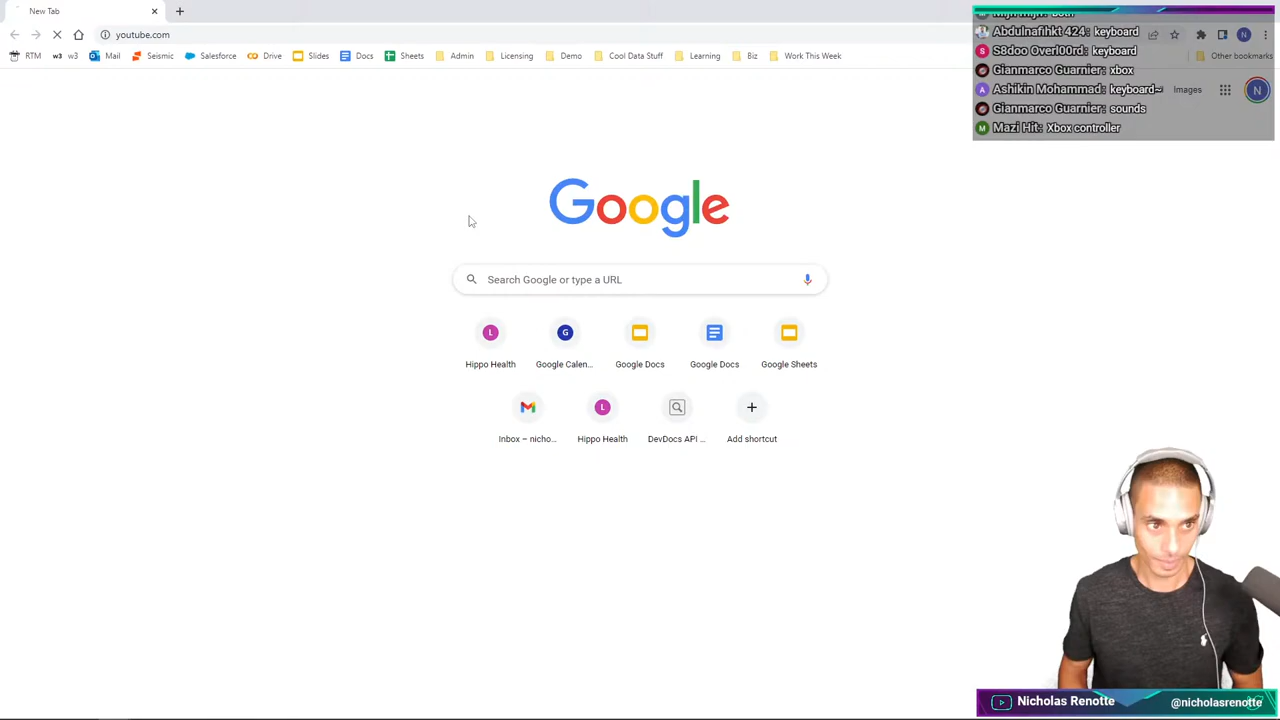 New Tab
youtube.com
RTM w3 Mail Seismic Salesforce Drive Slides Docs Sheets Admin Licensing Demo Cool Data Stuff Learning Biz Work This Week Other bookmarks
Abdulnafihkt 424: keyboard
S8doo Overl00rd: keyboard
Gianmarco Guarnier: xbox
Ashikin Mohammad: keyboard~
Gianmarco Guarnier: sounds
Mazi Hit: Xbox controller
Images
N
Google
Search Google or type a URL
L G
Hippo Health Google Calen... Google Docs Google Docs Google Sheets
L
Inbox – nicho... Hippo Health DevDocs API ... Add shortcut
Nicholas Renotte @nicholasrenotte